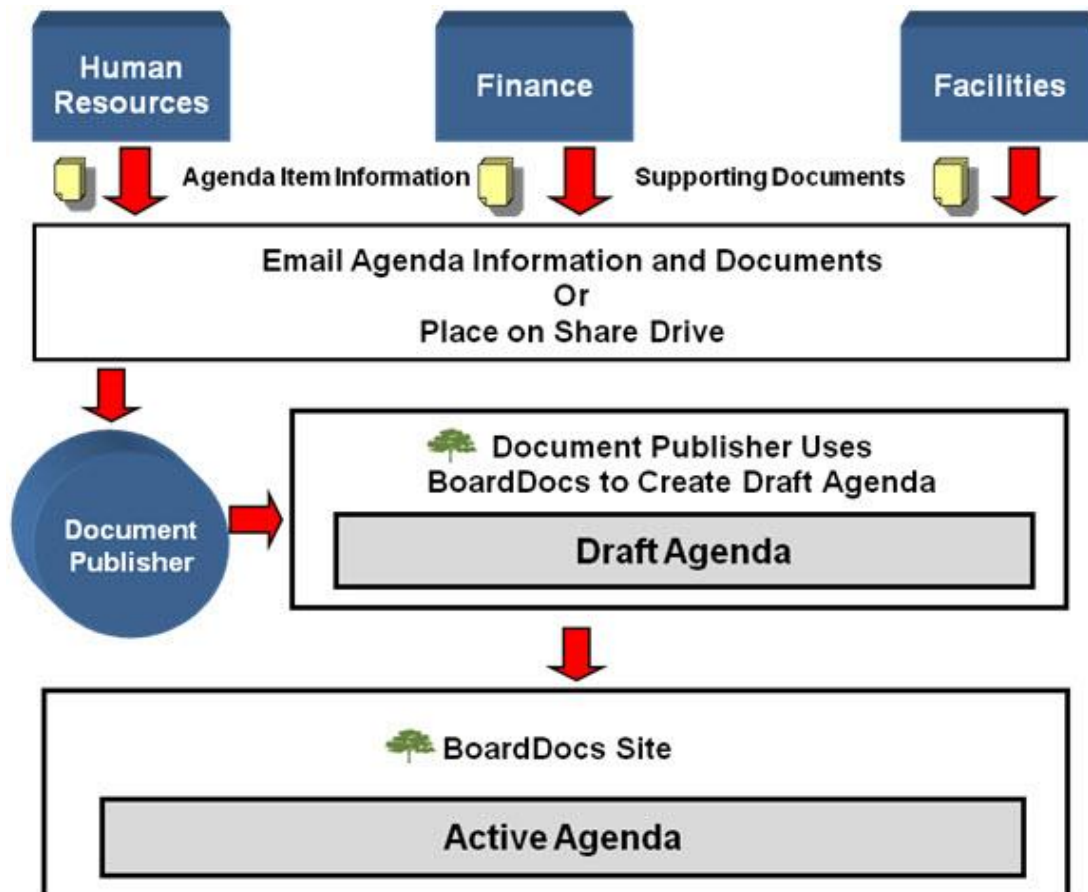 Human
Resources
Finance
Facilities
Agenda Item Information
Supporting Documents
Email Agenda Information and Documents
Or
Place on Share Drive
Document
Publisher
Document Publisher Uses
BoardDocs to Create Draft Agenda
Draft Agenda
BoardDocs Site
Active Agenda